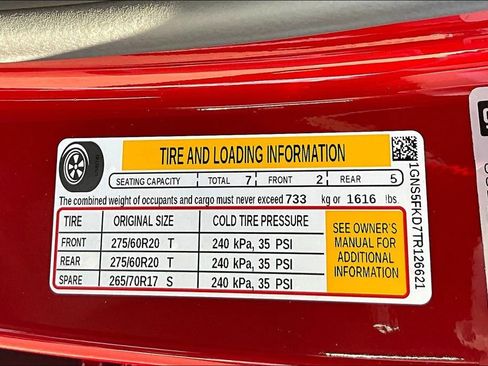 TIRE AND LOADING INFORMATION
SEATING CAPACITY TOTAL 7 FRONT 2 REAR 5
The combined weight of occupants and cargo must never exceed 733 kg or 1616 lbs.
TIRE ORIGINAL SIZE COLD TIRE PRESSURE
FRONT 275/60R20 T 240 kPa, 35 PSI
REAR 275/60R20 T 240 kPa, 35 PSI
SPARE 265/70R17 S 240 kPa, 35 PSI
SEE OWNER'S
MANUAL FOR
ADDITIONAL
INFORMATION
1GNS5FKD7TR126621